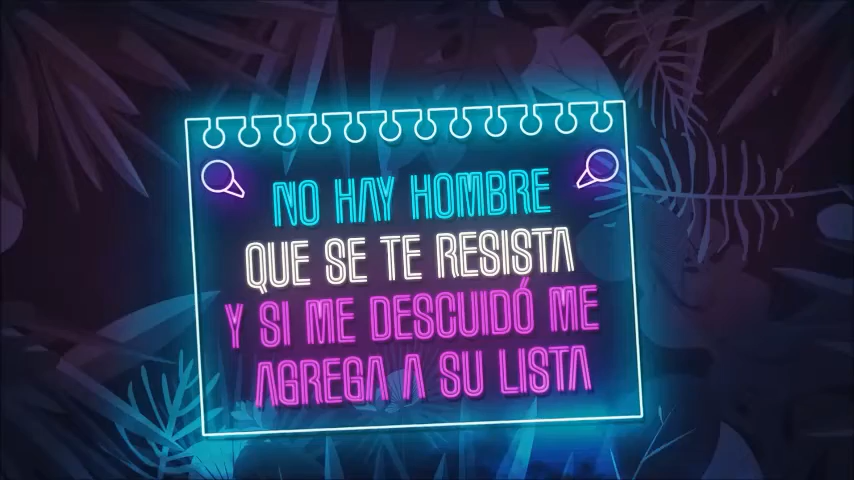 NO HAY HOMBRE
QUE SE TE RESISTA
Y SI ME DESCUIDÓ ME
AGREGA A SU LISTA